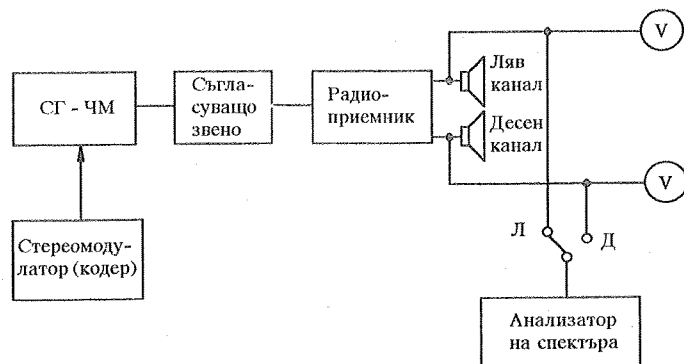 V
Ляв
канал
СГ - ЧМ
Съгла-
суващо
звено
Радио-
приемник
Десен
канал
V
Л
Д
Стереомоду-
латор (кодер)
Анализатор
на спектъра